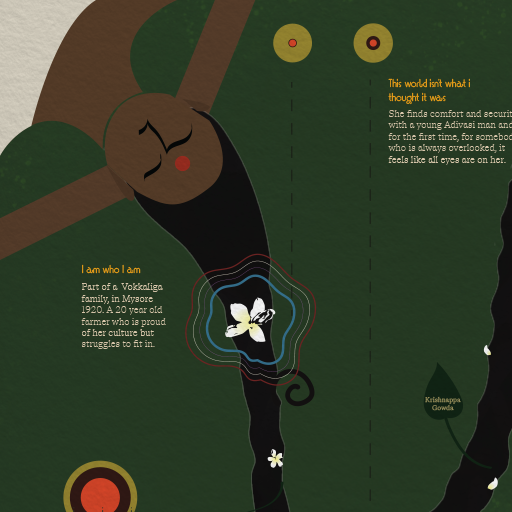 This world isn't what i
thought it was
She finds comfort and
with a young Adivasi man and
for the first time, for
who is always overlooked, it
feels like all eyes are on her.
I am who I am
Part of a Vokkaliga
family, in Mysore
1920. A 20 year old
farmer who is proud
of her culture but
struggles to fit in.
Krishnappa
Gowda